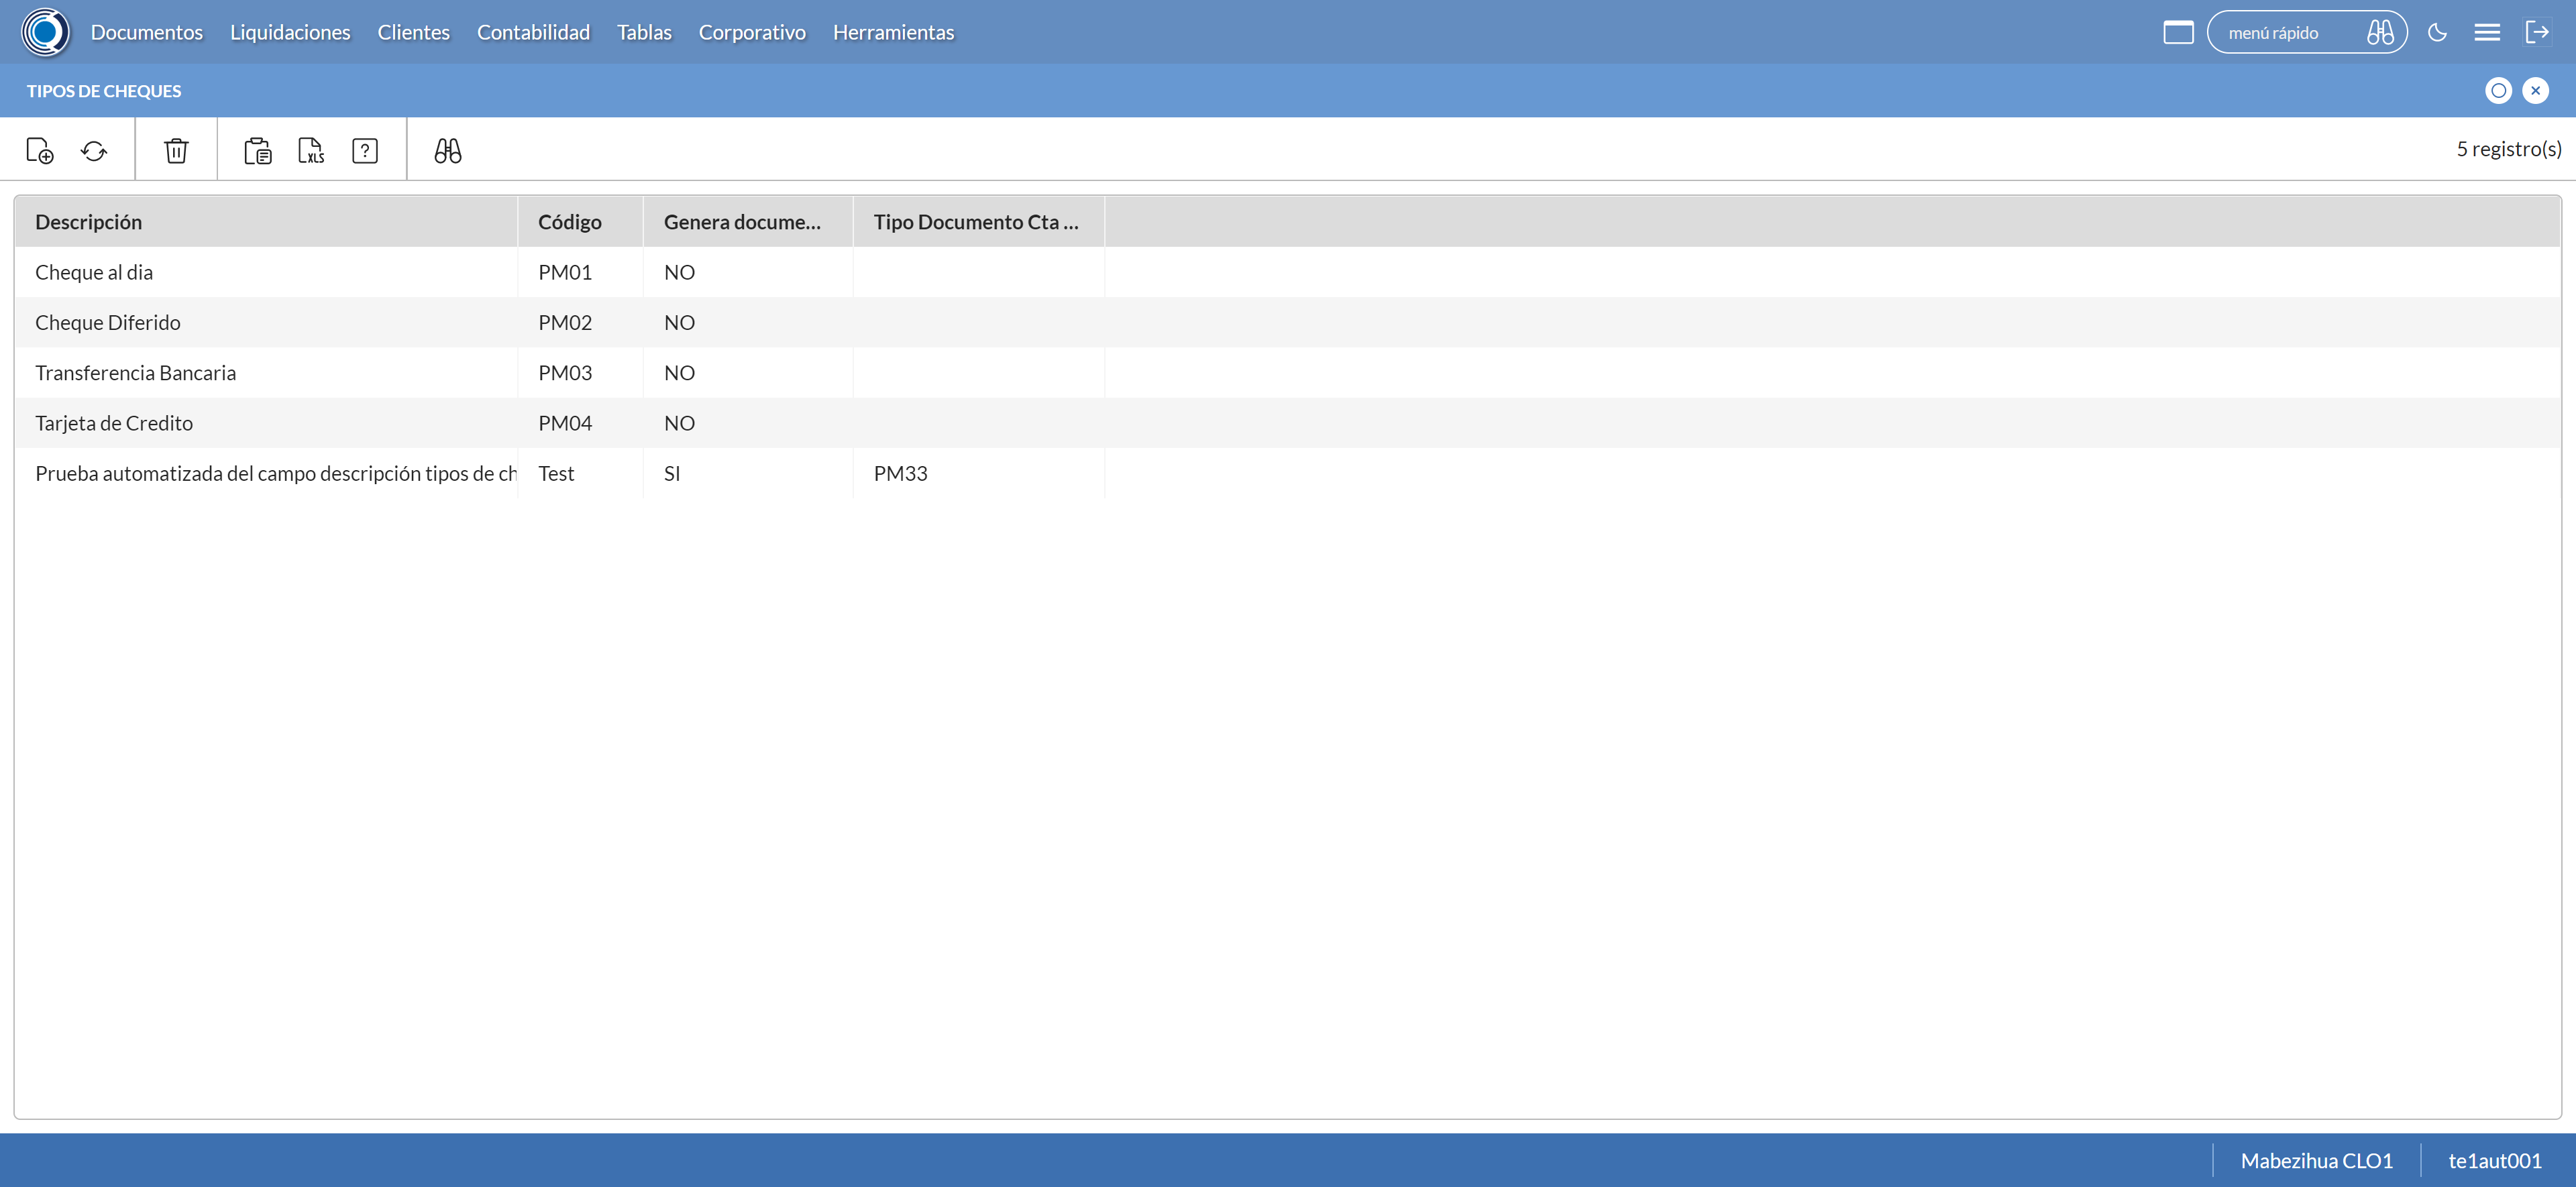 Documentos Liquidaciones Clientes Contabilidad Tablas Corporativo Herramientas menú rápido
TIPOS DE CHEQUES
XLS ? 5 registro(s)
Descripción Código Genera docume... Tipo Documento Cta ...
Cheque al dia PM01 NO
Cheque Diferido PM02 NO
Transferencia Bancaria PM03 NO
Tarjeta de Credito PM04 NO
Prueba automatizada del campo descripción tipos de ch Test SI PM33
Mabezihua CLO1 te1aut001